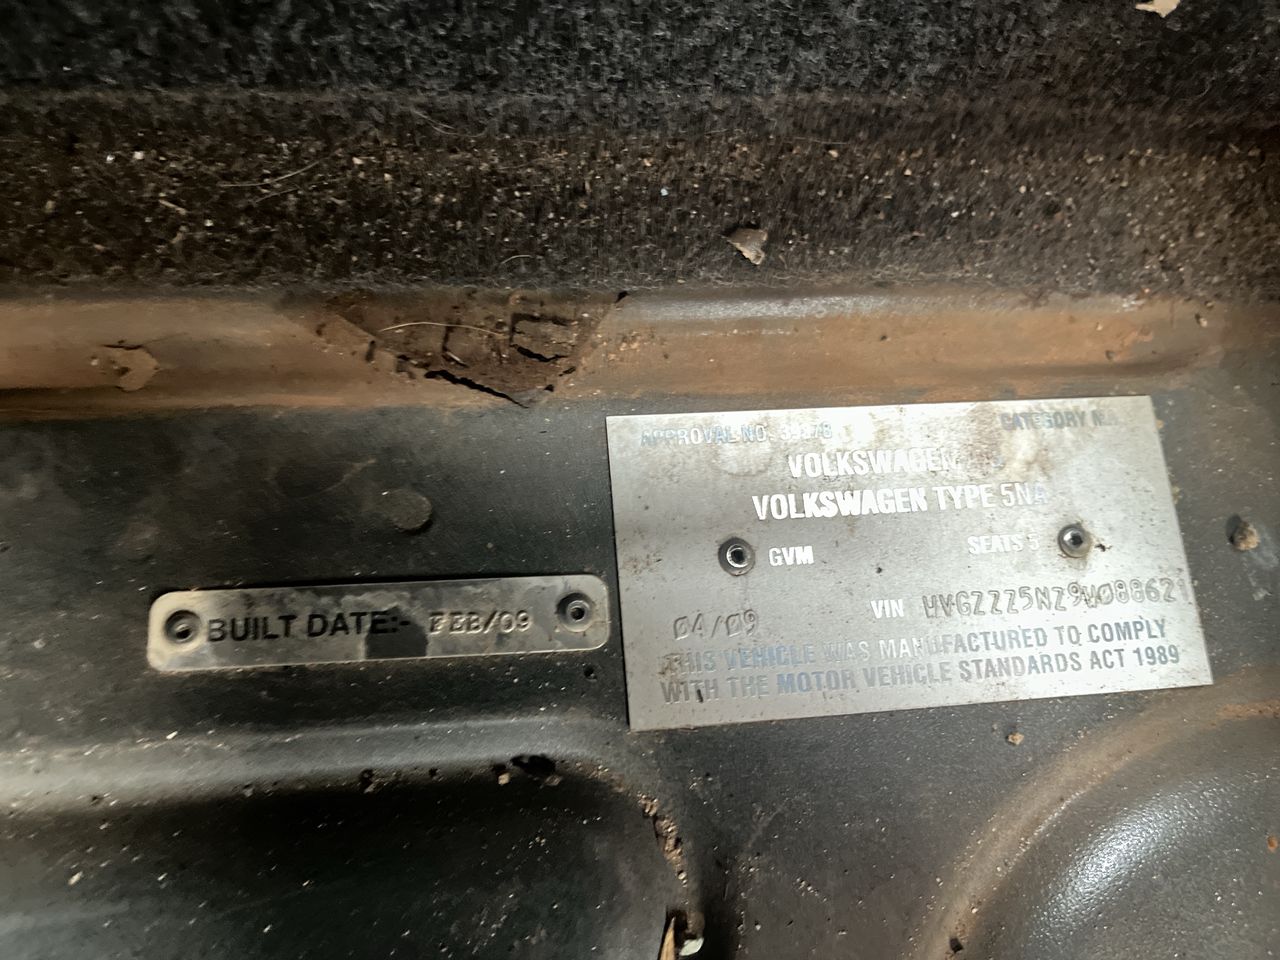 APPROVAL NO.
CATEGORY
VOLKSWAGEN
VOLKSWAGEN TYPE 5N
GVM
SEATS 5
04/09
VIN WVGZZZ5NZ9W088621
THIS VEHICLE WAS MANUFACTURED TO COMPLY
WITH THE MOTOR VEHICLE STANDARDS ACT 1989
BUILT DATE:- FEB/09